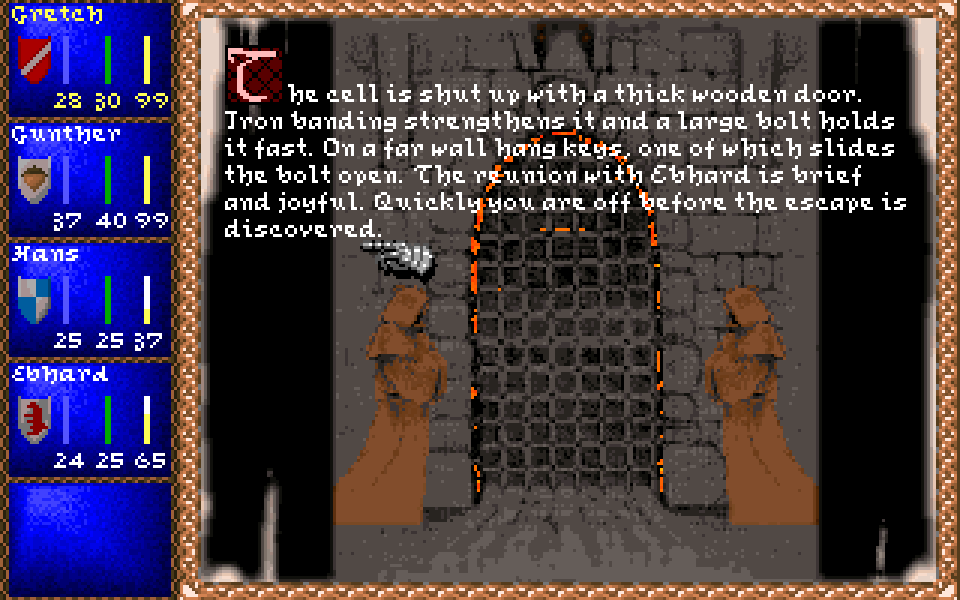 Gretch
28 30 99
Gunther
37 40 99
Hans
25 25 37
Ebhard
24 25 65
The cell is shut up with a thick wooden door.
Iron banding strengthens it and a large bolt holds
it fast. On a far wall hang keys, one of which slides
the bolt open. The reunion with Ebhard is brief
and joyful. Quickly you are off before the escape is
discovered.